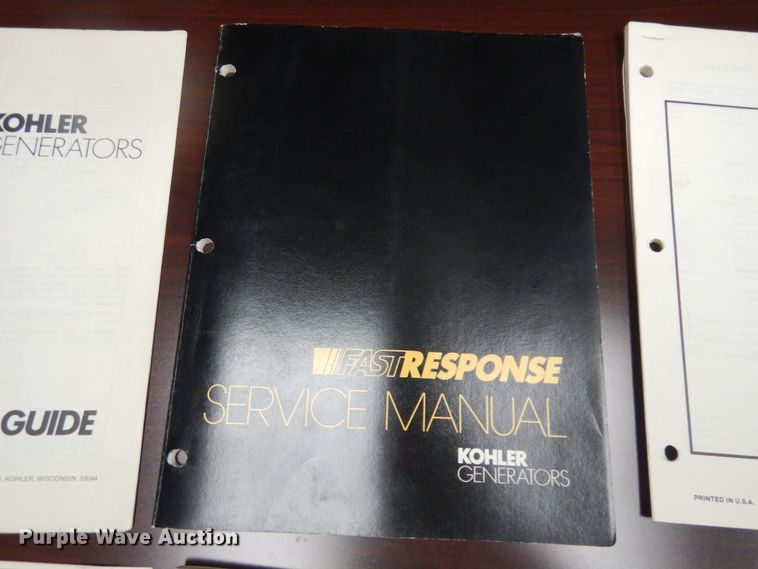 KOHLER
GENERATORS
GUIDE
KOHLER, WISCONSIN 53044
FASTRESPONSE
SERVICE MANUAL
KOHLER
GENERATORS
PRINTED IN U.S.A.
Purple Wave Auction